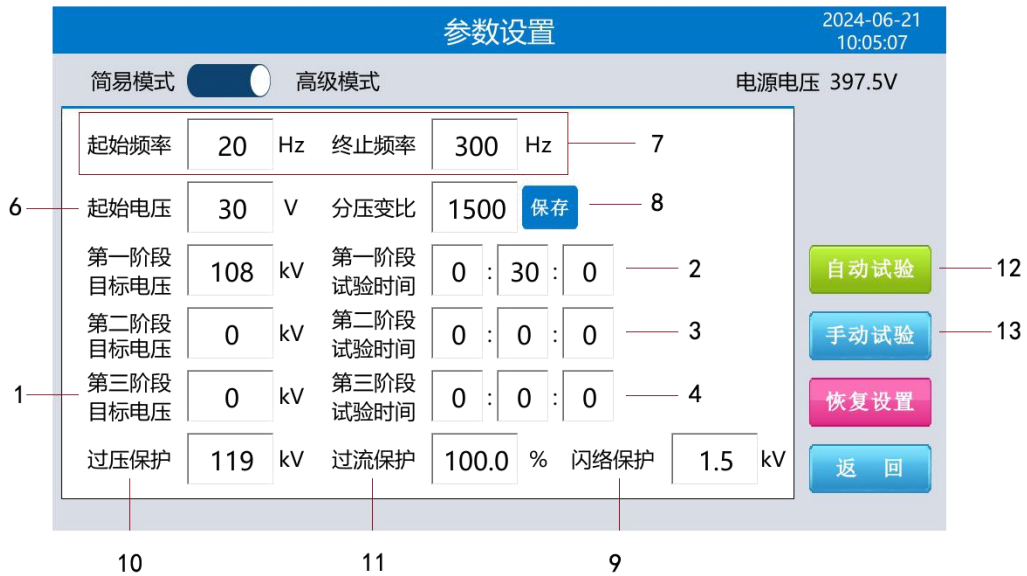 参数设置
2024-06-21
10:05:07
简易模式 高级模式 电源电压 397.5V
起始频率 20 Hz 终止频率 300 Hz 7
6 起始电压 30 V 分压变比 1500 保存 8
第一阶段
目标电压 108 kV 第一阶段
试验时间 0 : 30 : 0 2
自动试验 12
第二阶段
目标电压 0 kV 第二阶段
试验时间 0 : 0 : 0 3
手动试验 13
1 第三阶段
目标电压 0 kV 第三阶段
试验时间 0 : 0 : 0 4
恢复设置
过压保护 119 kV 过流保护 100.0 % 闪络保护 1.5 kV
返 回
10 11 9